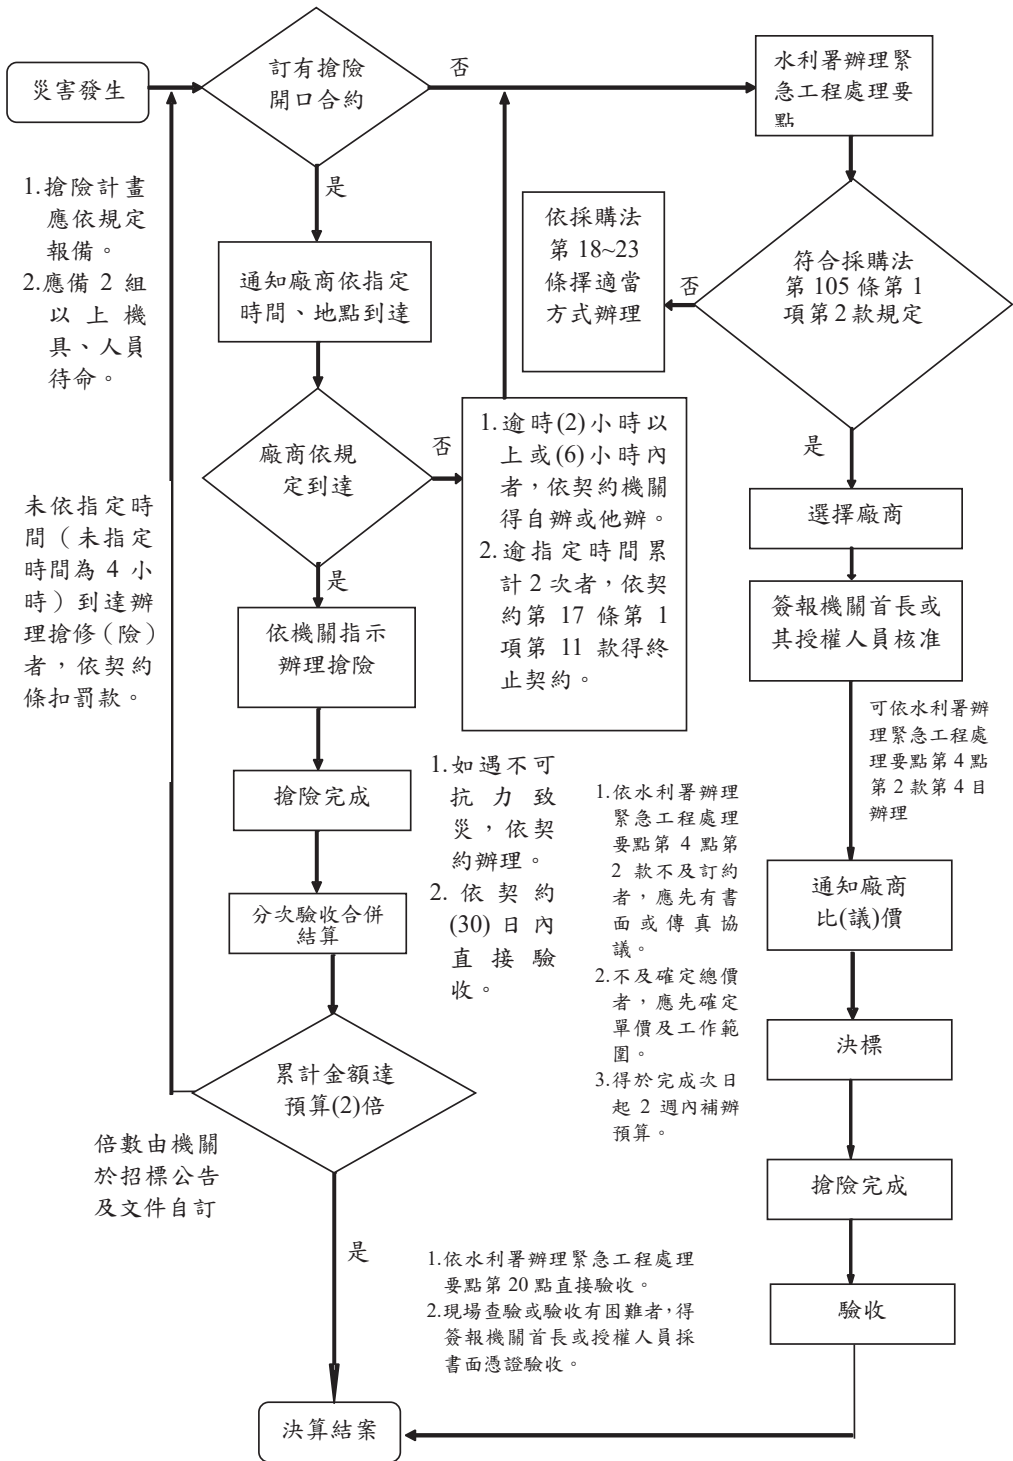 災害發生
訂有搶險
開口合約
否
水利署辦理緊
急工程處理要
點
是
1.搶險計畫
應依規定
報備。
2.應備 2 組
以上機
具、人員
待命。
通知廠商依指定
時間、地點到達
依採購法
第 18~23
條擇適當
方式辦理
否
符合採購法
第 105 條第 1
項第 2 款規定
是
廠商依規
定到達
否
1. 逾時(2)小時以
上或(6)小時內
者，依契約機關
得自辦或他辦。
2. 逾指定時間累
計 2 次者，依契
約第 17 條第 1
項第 11 款得終
止契約。
選擇廠商
未依指定時
間（未指定
時間為 4 小
時）到達辦
理搶修（險）
者，依契約
條扣罰款。
是
依機關指示
辦理搶險
簽報機關首長或
其授權人員核准
可依水利署辦
理緊急工程處
理要點第 4 點
第 2 款第 4 目
辦理
搶險完成
1.如遇不可
抗力致
災，依契
約辦理。
2. 依契約
(30) 日內
直接驗
收。
1.依水利署辦理
緊急工程處理
要點第 4 點第
2 款不及訂約
者，應先有書
面或傳真協
議。
2.不及確定總價
者，應先確定
單價及工作範
圍。
3.得於完成次日
起 2 週內補辦
預算。
通知廠商
比(議)價
分次驗收合併
結算
決標
累計金額達
預算(2)倍
倍數由機關
於招標公告
及文件自訂
搶險完成
是
1.依水利署辦理緊急工程處理
要點第 20 點直接驗收。
2.現場查驗或驗收有困難者，得
簽報機關首長或授權人員採
書面憑證驗收。
驗收
決算結案